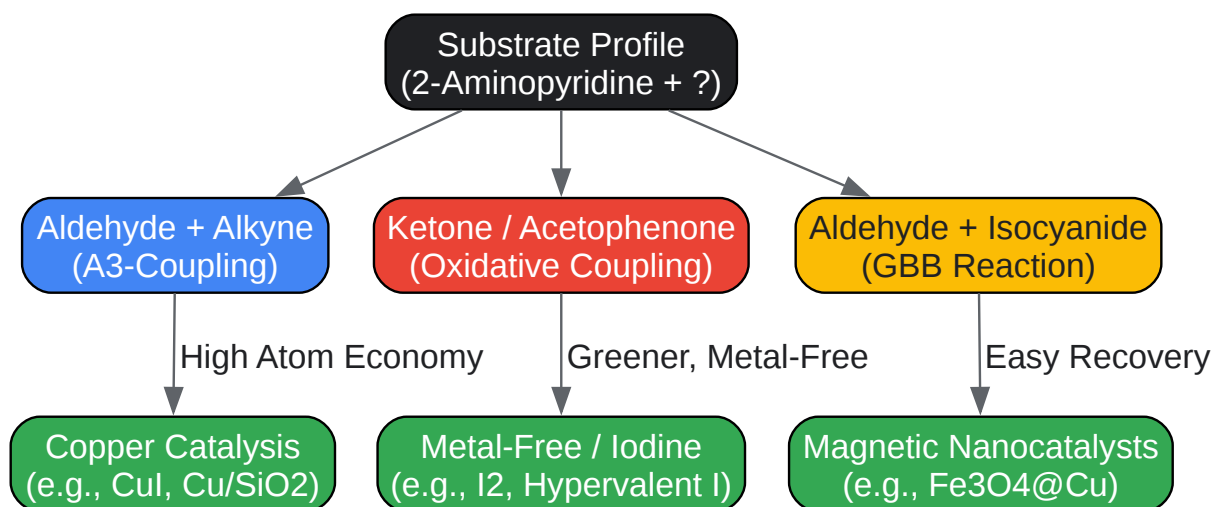 Substrate Profile
(2-Aminopyridine + ?)
Aldehyde + Alkyne
(A3-Coupling)
Ketone / Acetophenone
(Oxidative Coupling)
Aldehyde + Isocyanide
(GBB Reaction)
High Atom Economy
Greener, Metal-Free
Easy Recovery
Copper Catalysis
(e.g., CuI, Cu/SiO2)
Metal-Free / Iodine
(e.g., I2, Hypervalent I)
Magnetic Nanocatalysts
(e.g., Fe3O4@Cu)